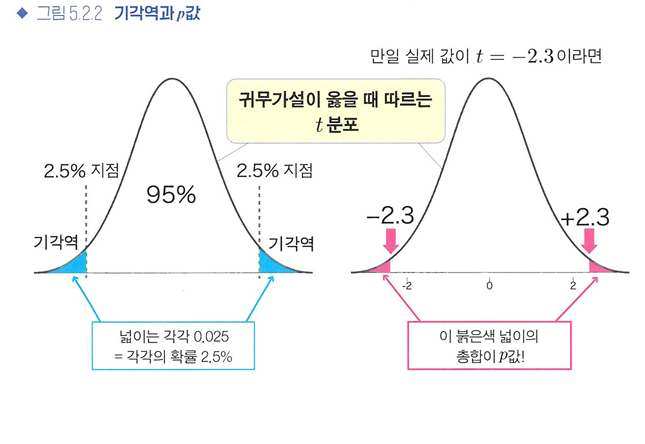 ◆ 그림 5.2.2 기각역과 p값
만일 실제 값이 t = −2.3이라면
귀무가설이 옳을 때 따르는
t 분포
2.5% 지점
2.5% 지점
95%
기각역
기각역
−2.3
+2.3
-2
0
2
넓이는 각각 0.025
= 각각의 확률 2.5%
이 붉은색 넓이의
총합이 p값!